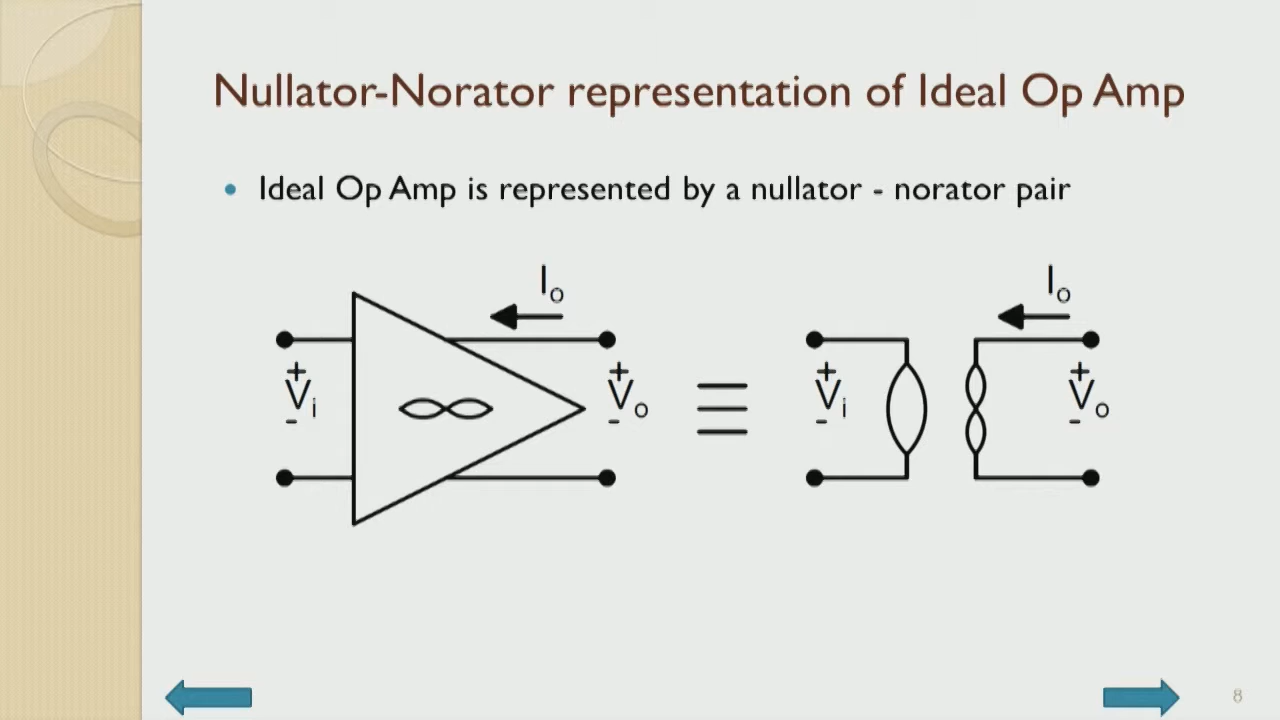 Nullator-Norator representation of Ideal Op Amp
• Ideal Op Amp is represented by a nullator - norator pair
Io
Io
+
Vi
-
∞
+
Vo
-
≡
+
Vi
-
+
Vo
-
8